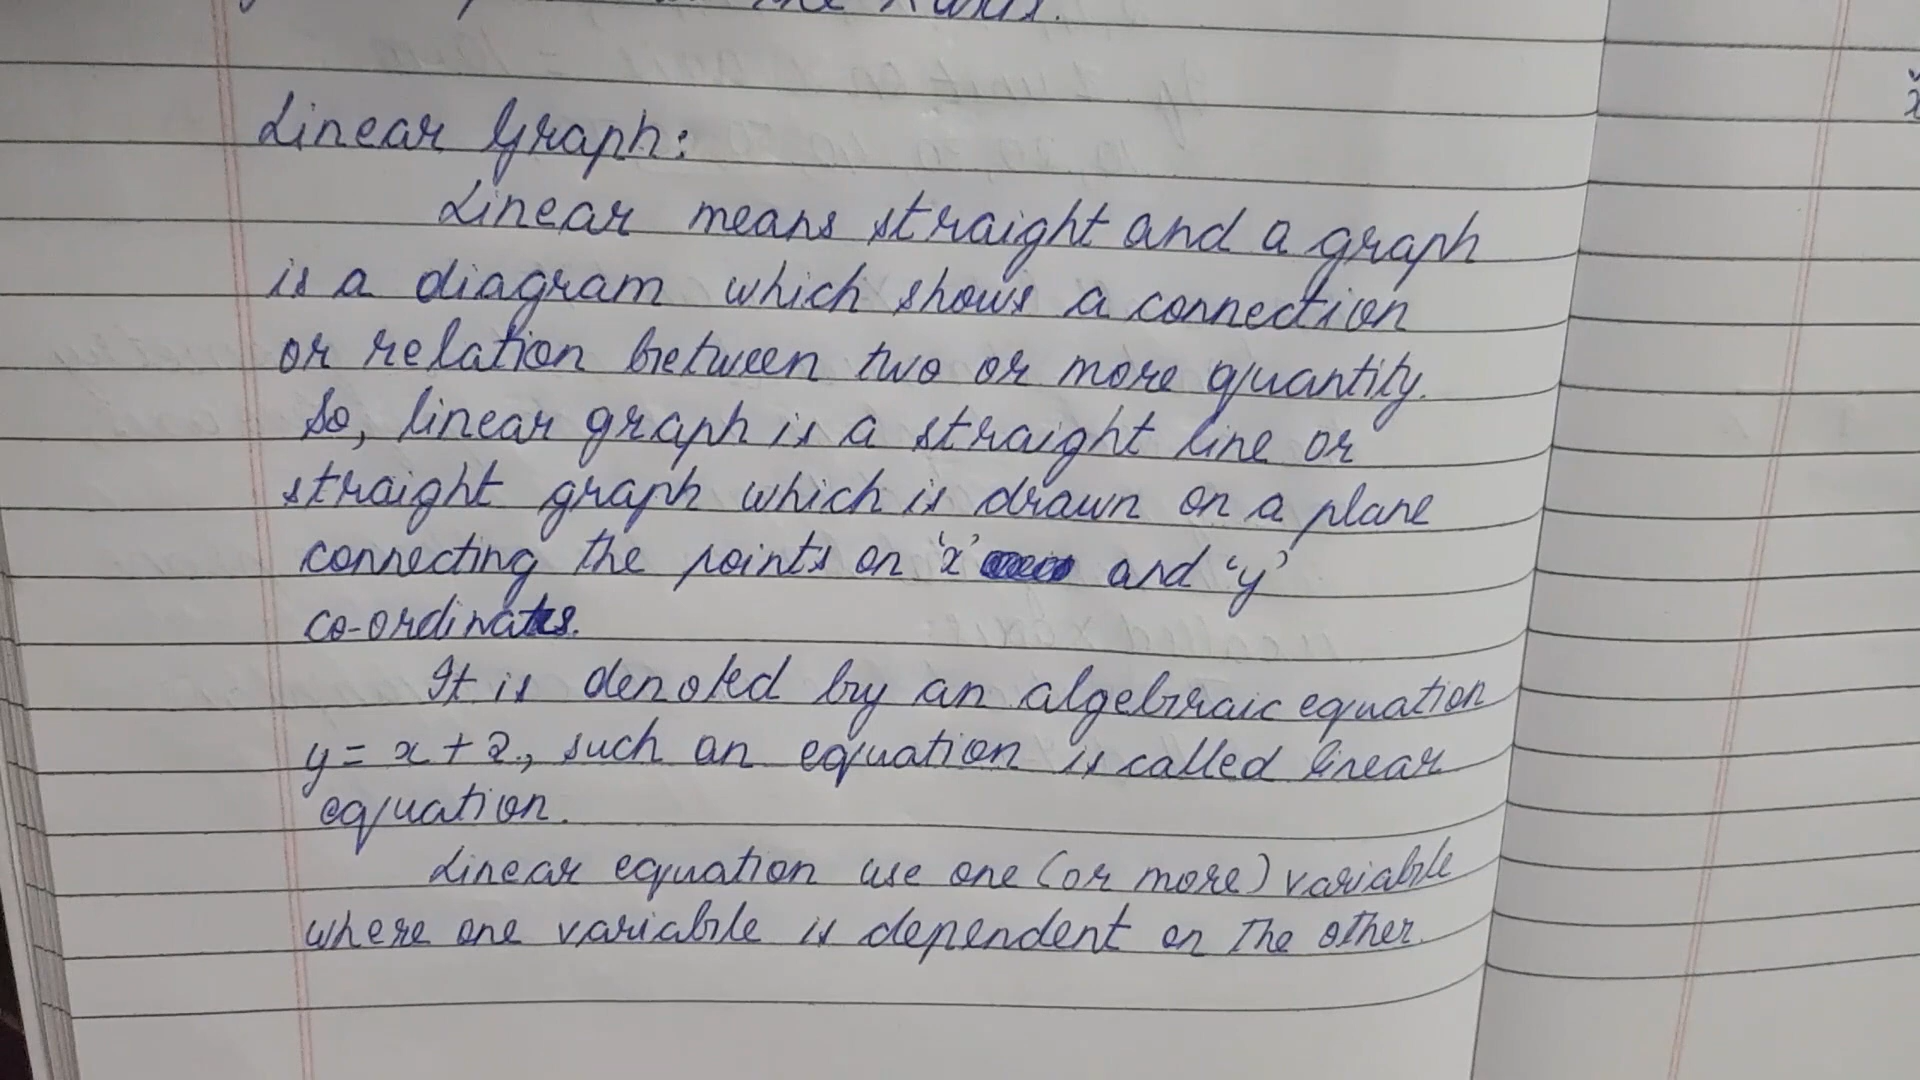 the X axis.
Linear Graph:
Linear means straight and a graph
is a diagram which shows a connection
or relation between two or more quantity.
So, linear graph is a straight line or
straight graph which is drawn on a plane
connecting the points on 'x' and 'y'
co-ordinates.
It is denoted by an algebraic equation
y = x + 2, such an equation is called linear
equation.
Linear equation use one (or more) variable
where one variable is dependent on the other.